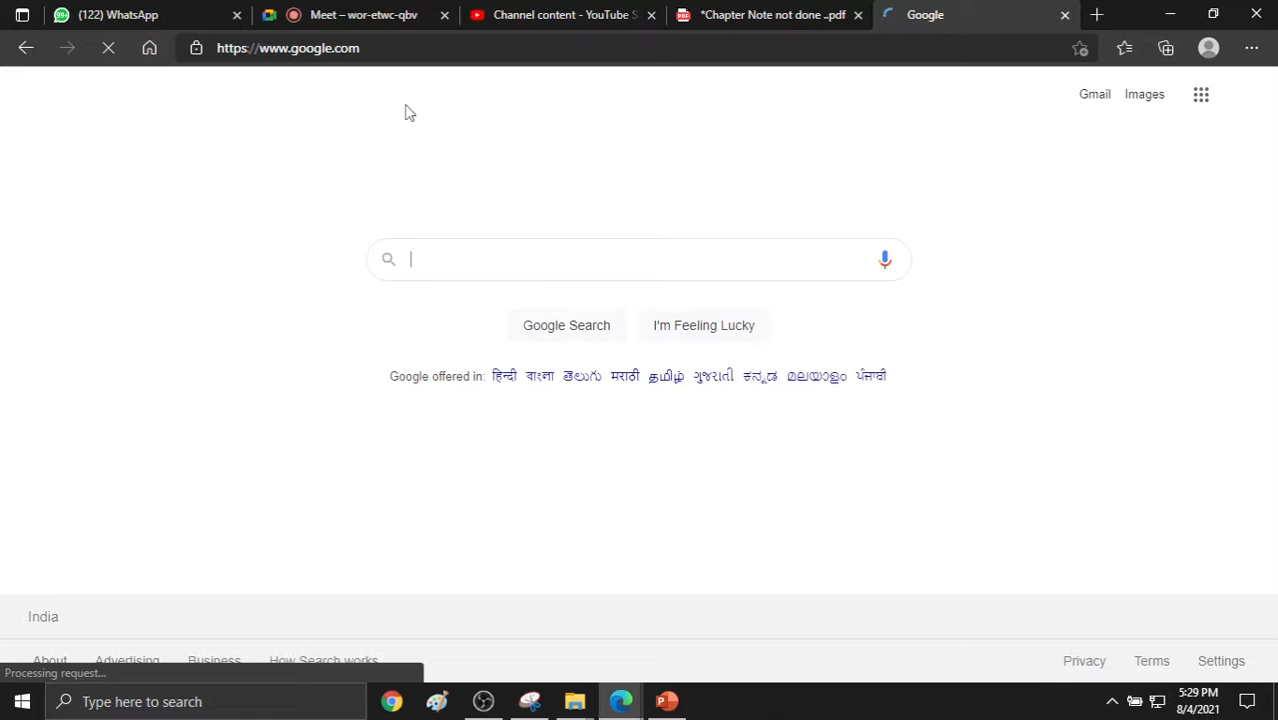 (122) WhatsApp
Meet – wor-etwc-qbv
Channel content - YouTube S
*Chapter Note not done ..pdf
Google
https://www.google.com
Gmail Images
Google Search I'm Feeling Lucky
Google offered in: हिन्दी বাংলা తెలుగు मराठी தமிழ் ગુજરાતી ಕನ್ನಡ മലയാളം ਪੰਜਾਬੀ
India
About Advertising Business How Search works Privacy Terms Settings
Processing request...
Type here to search
5:29 PM
8/4/2021